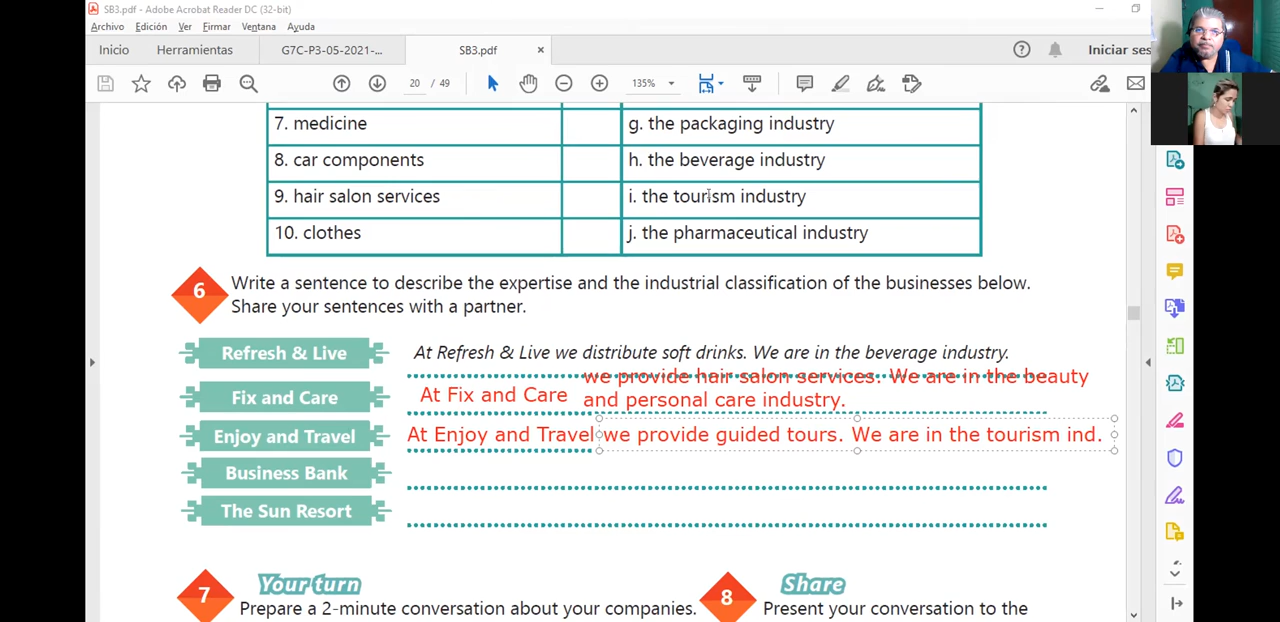 SB3.pdf - Adobe Acrobat Reader DC (32-bit)
Archivo Edición Ver Firmar Ventana Ayuda
Inicio Herramientas G7C-P3-05-2021-... SB3.pdf × Iniciar ses
20 / 49 135%
7. medicine g. the packaging industry
8. car components h. the beverage industry
9. hair salon services i. the tourism industry
10. clothes j. the pharmaceutical industry
6 Write a sentence to describe the expertise and the industrial classification of the businesses below.
Share your sentences with a partner.
Refresh & Live At Refresh & Live we distribute soft drinks. We are in the beverage industry.
we provide hair salon services. We are in the beauty
Fix and Care At Fix and Care and personal care industry.
Enjoy and Travel At Enjoy and Travel we provide guided tours. We are in the tourism ind.
Business Bank
The Sun Resort
7 Your turn 8 Share
Prepare a 2-minute conversation about your companies. Present your conversation to the